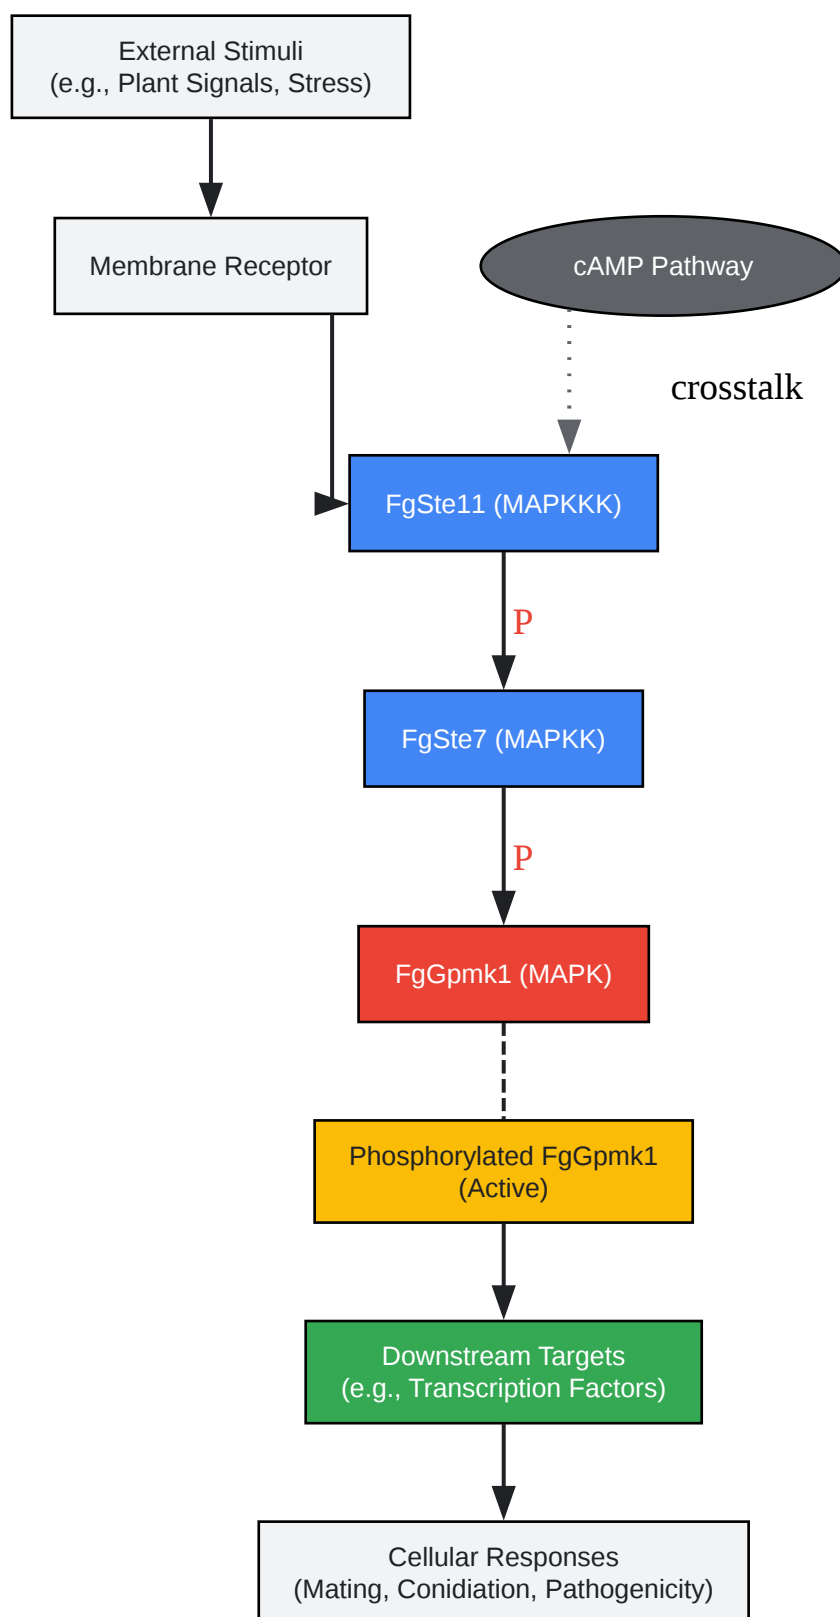 External Stimuli
(e.g., Plant Signals, Stress)
Membrane Receptor
cAMP Pathway
crosstalk
FgSte11 (MAPKKK)
P
FgSte7 (MAPKK)
P
FgGpmk1 (MAPK)
Phosphorylated FgGpmk1
(Active)
Downstream Targets
(e.g., Transcription Factors)
Cellular Responses
(Mating, Conidiation, Pathogenicity)